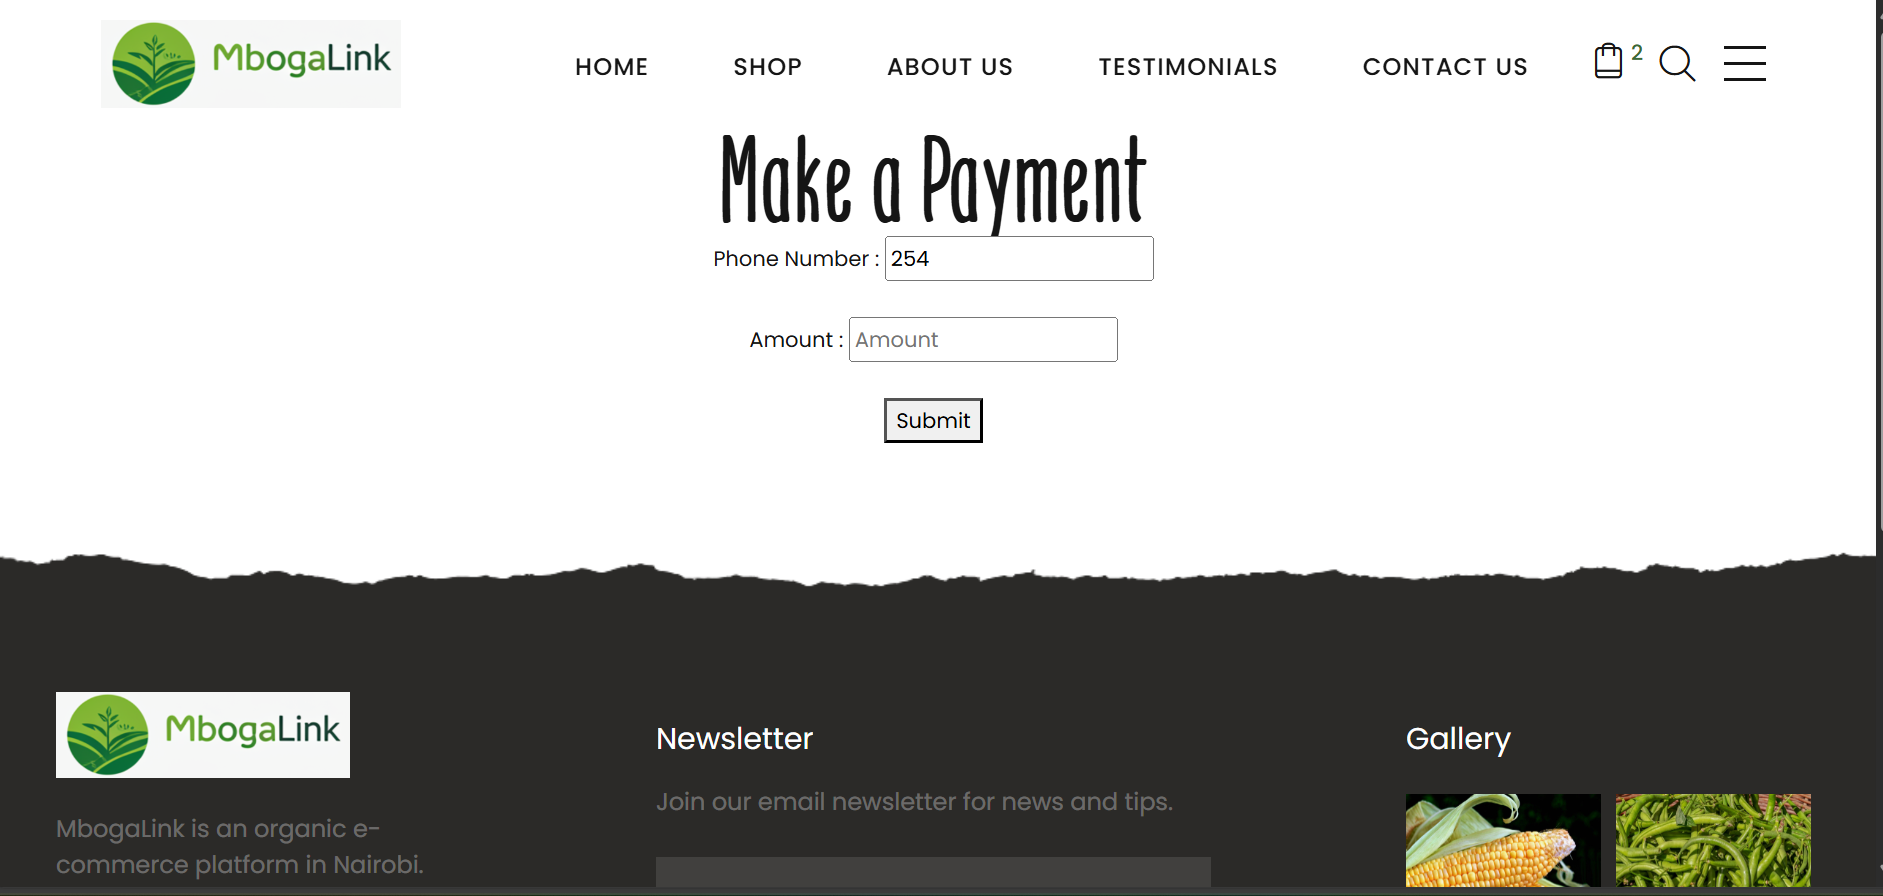 MbogaLink
HOME SHOP ABOUT US TESTIMONIALS CONTACT US 2
Make a Payment
Phone Number : 254
Amount : Amount
Submit
MbogaLink
MbogaLink is an organic e-
commerce platform in Nairobi.
Newsletter
Join our email newsletter for news and tips.
Gallery